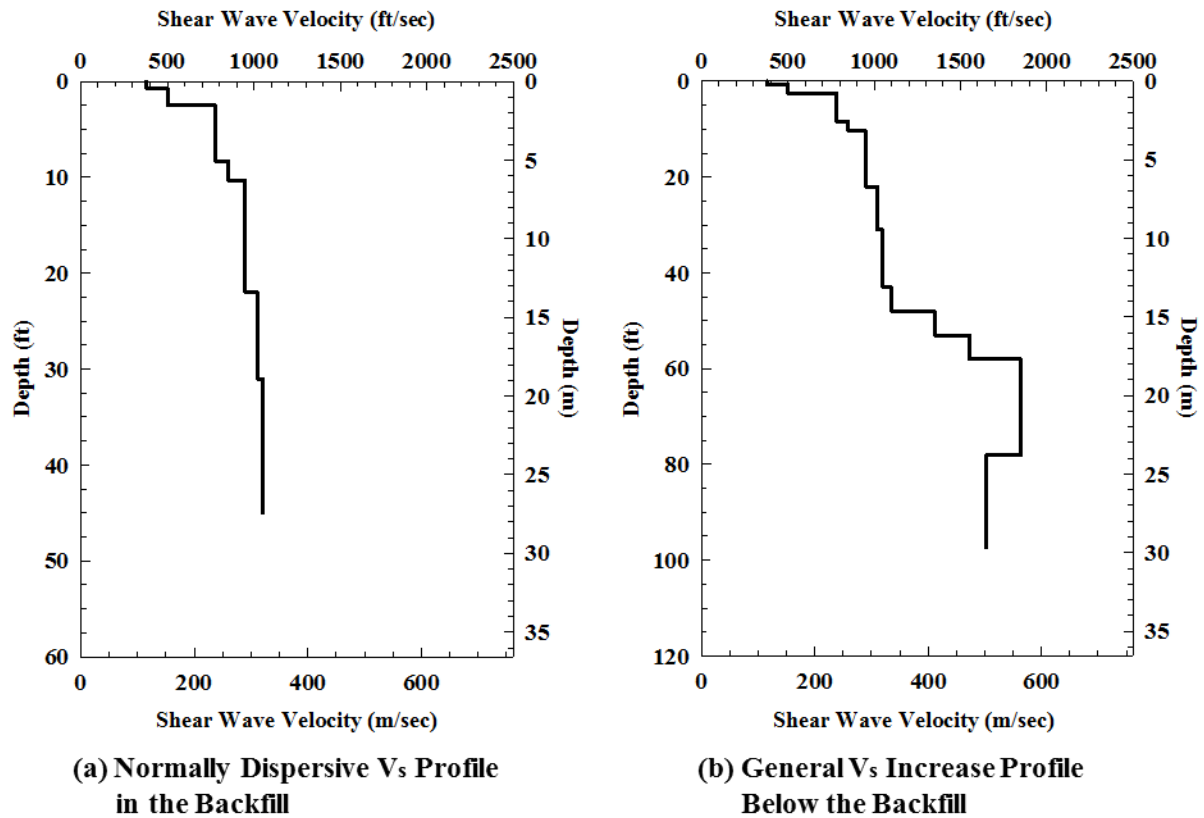 Shear Wave Velocity (ft/sec)
0 500 1000 1500 2000 2500
0
10
20
30
40
50
60
Depth (ft)
0
5
10
15
20
25
30
35
Depth (m)
0 200 400 600
Shear Wave Velocity (m/sec)
(a) Normally Dispersive Vs Profile
in the Backfill
Shear Wave Velocity (ft/sec)
0 500 1000 1500 2000 2500
0
20
40
60
80
100
120
Depth (ft)
0
5
10
15
20
25
30
35
Depth (m)
0 200 400 600
Shear Wave Velocity (m/sec)
(b) General Vs Increase Profile
Below the Backfill